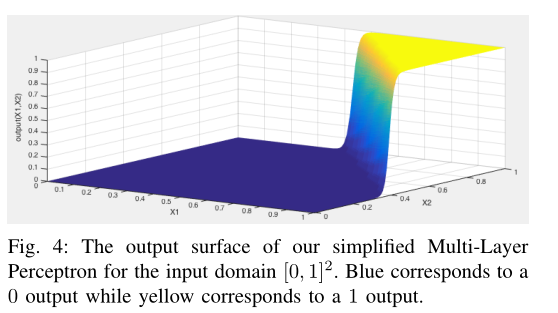 1
0.9
0.8
0.7
0.6
0.5
0.4
0.3
0.2
0.1
0
output(X1,X2)
0 0.1 0.2 0.3 0.4 0.5 0.6 0.7 0.8 0.9 1
X1
0 0.2 0.4 0.6 0.8 1
X2
Fig. 4: The output surface of our simplified Multi-Layer
Perceptron for the input domain [0, 1]². Blue corresponds to a
0 output while yellow corresponds to a 1 output.